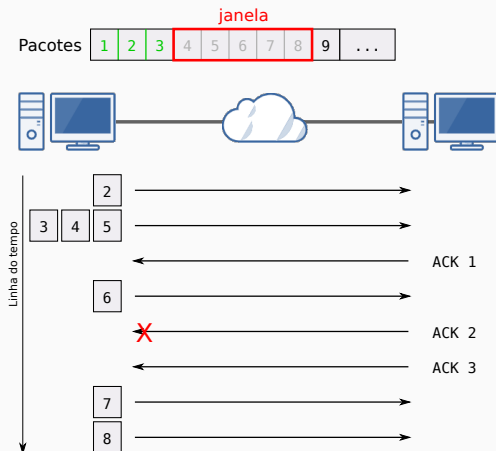 janela
Pacotes 1 2 3 4 5 6 7 8 9 ...
Linha do tempo
2
3 4 5
ACK 1
6
X ACK 2
ACK 3
7
8